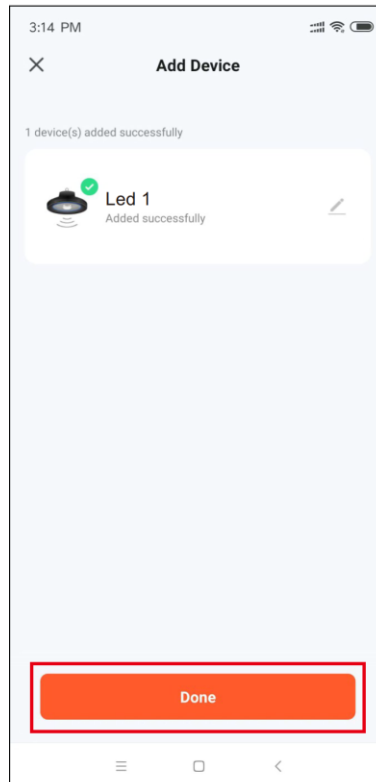 3:14 PM
Add Device
1 device(s) added successfully
Led 1
Added successfully
Done